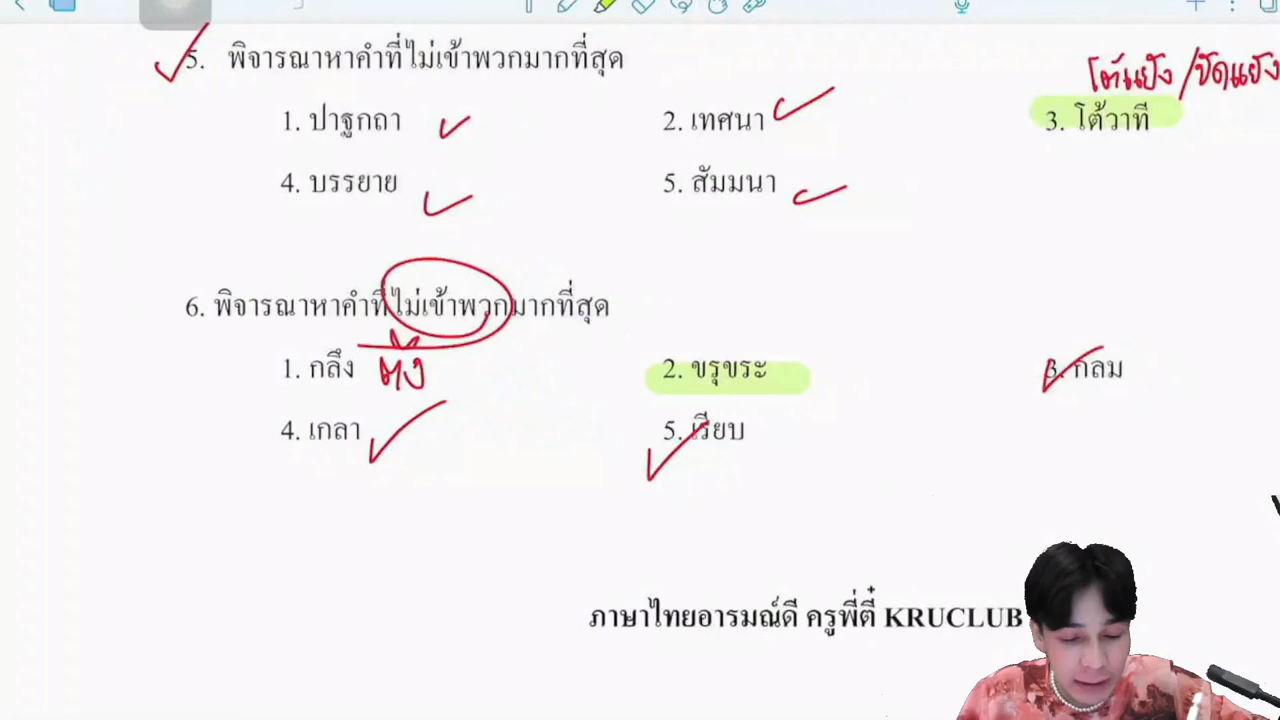 5. พิจารณาหาคำที่ไม่เข้าพวกมากที่สุด
โต้แย้ง/ขัดแย้ง
1. ปาฐกถา 2. เทศนา 3. โต้วาที
4. บรรยาย 5. สัมมนา
6. พิจารณาหาคำที่ไม่เข้าพวกมากที่สุด
1. กลึง 2. ขรุขระ 3. กลม
4. เกลา 5. เรียบ
ภาษาไทยอารมณ์ดี ครูพี่ตี๋ KRUCLUB